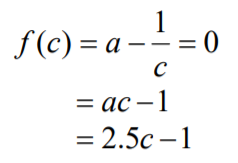 f(c) = a − 1/c = 0
= ac − 1
= 2.5c − 1